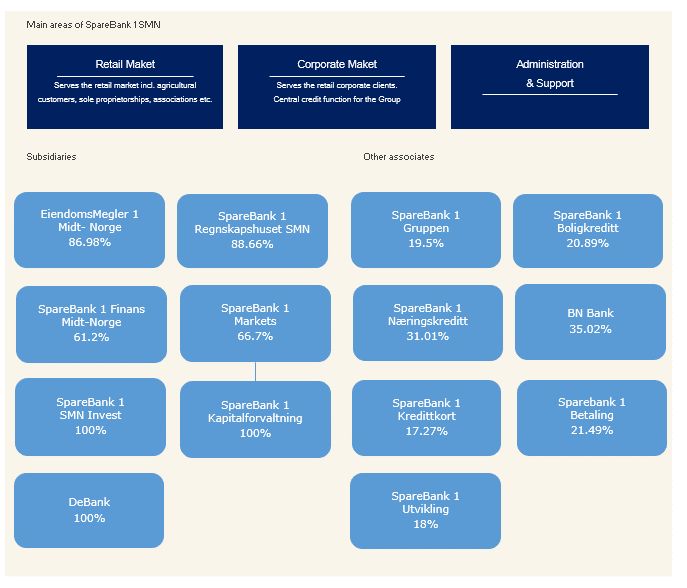 Main areas of SpareBank 1 SMN
Retail Maket
Serves the retail market incl. agricultural
customers, sole proprietorships, associations etc.
Corporate Maket
Serves the retail corporate clients.
Central credit function for the Group
Administration
& Support
Subsidiaries
EiendomsMegler 1
Midt- Norge
86.98%
SpareBank 1
Regnskapshuset SMN
88.66%
SpareBank 1 Finans
Midt-Norge
61.2%
SpareBank 1
Markets
66.7%
SpareBank 1
SMN Invest
100%
SpareBank 1
Kapitalforvaltning
100%
DeBank
100%
Other associates
SpareBank 1
Gruppen
19.5%
SpareBank 1
Boligkreditt
20.89%
SpareBank 1
Næringskreditt
31.01%
BN Bank
35.02%
SpareBank 1
Kredittkort
17.27%
Sparebank 1
Betaling
21.49%
SpareBank 1
Utvikling
18%